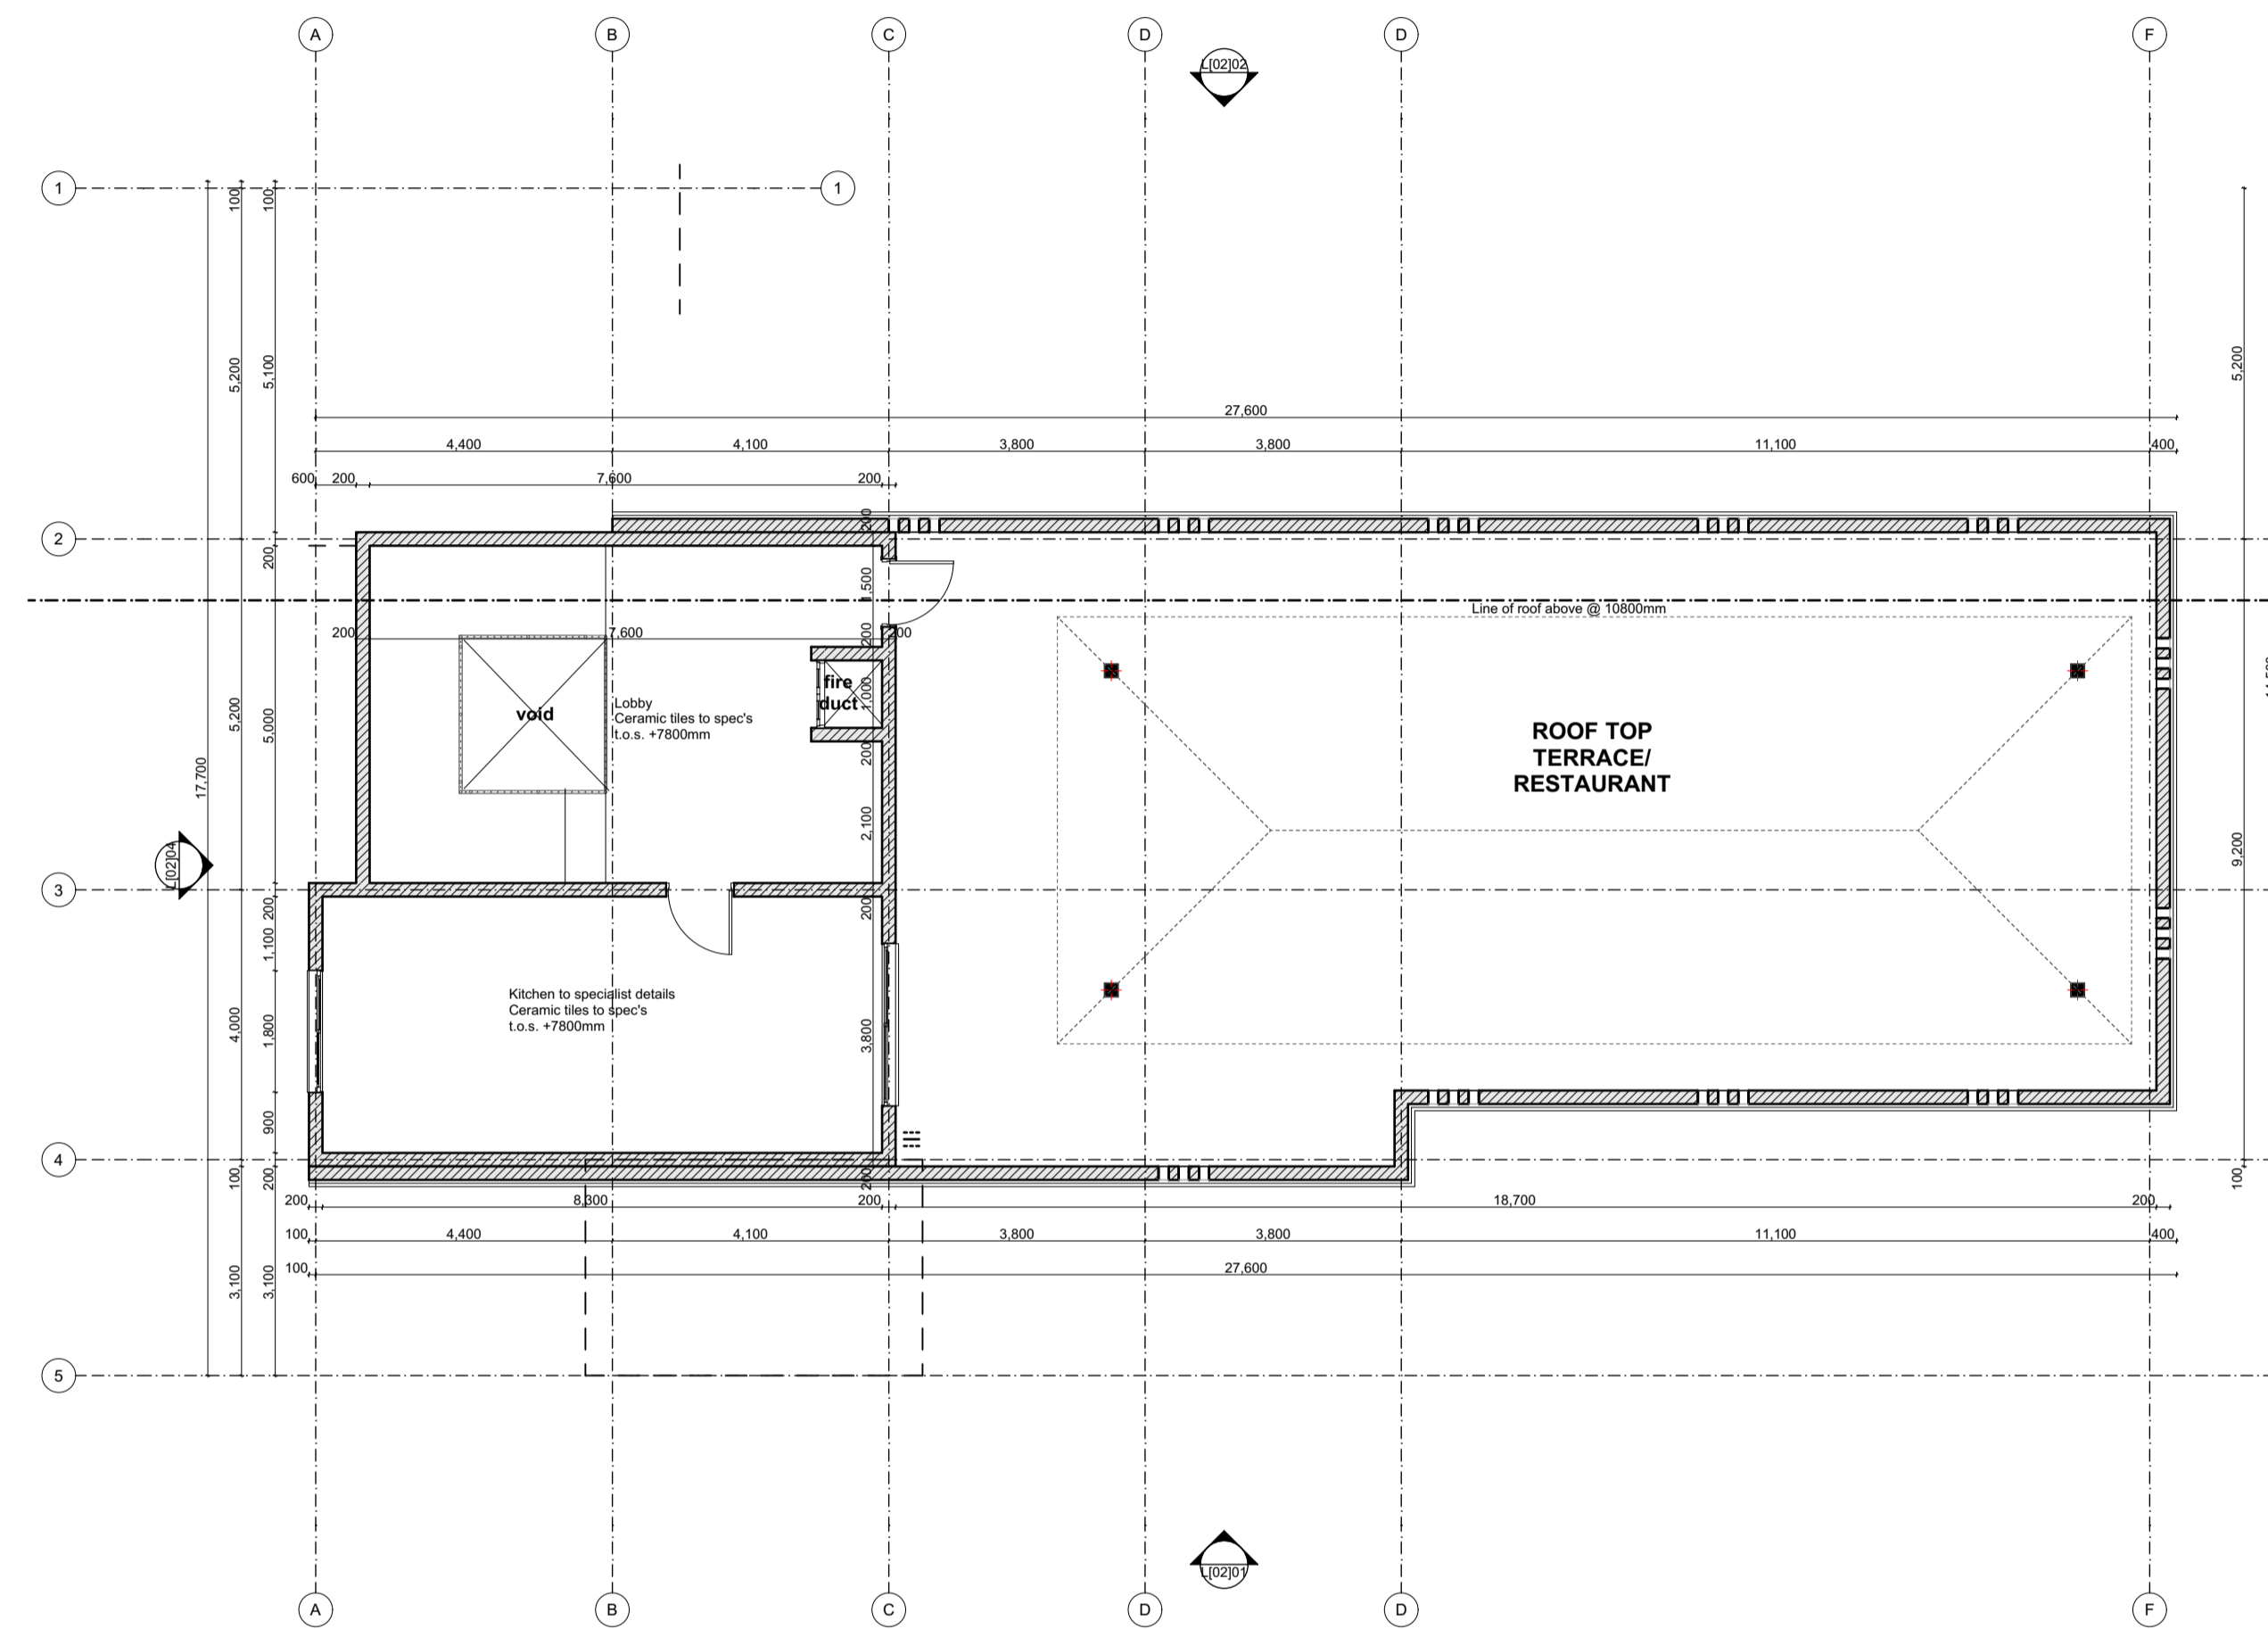 A B C D D F
L[02]02
1 1
100 100
5,200 5,100 5,200
27,600
4,400 4,100 3,800 3,800 11,100 400
600 200 7,600 200
2
200 200
1,500
Line of roof above @ 10800mm
200 7,600 200
200
fire
duct
1,000
void
Lobby
Ceramic tiles to spec's
t.o.s. +7800mm
ROOF TOP
TERRACE/
RESTAURANT
5,200 5,000
200
17,700
2,100
9,200
L[02]04
3
200 200
1,100
Kitchen to specialist details
Ceramic tiles to spec's
t.o.s. +7800mm
4,000 1,800 3,800
900
4
100 200 200 100
200 8,300 200 18,700 200
100 4,400 4,100 3,800 3,800 11,100 400
100 27,600
3,100 3,100
5
L[02]01
A B C D D F